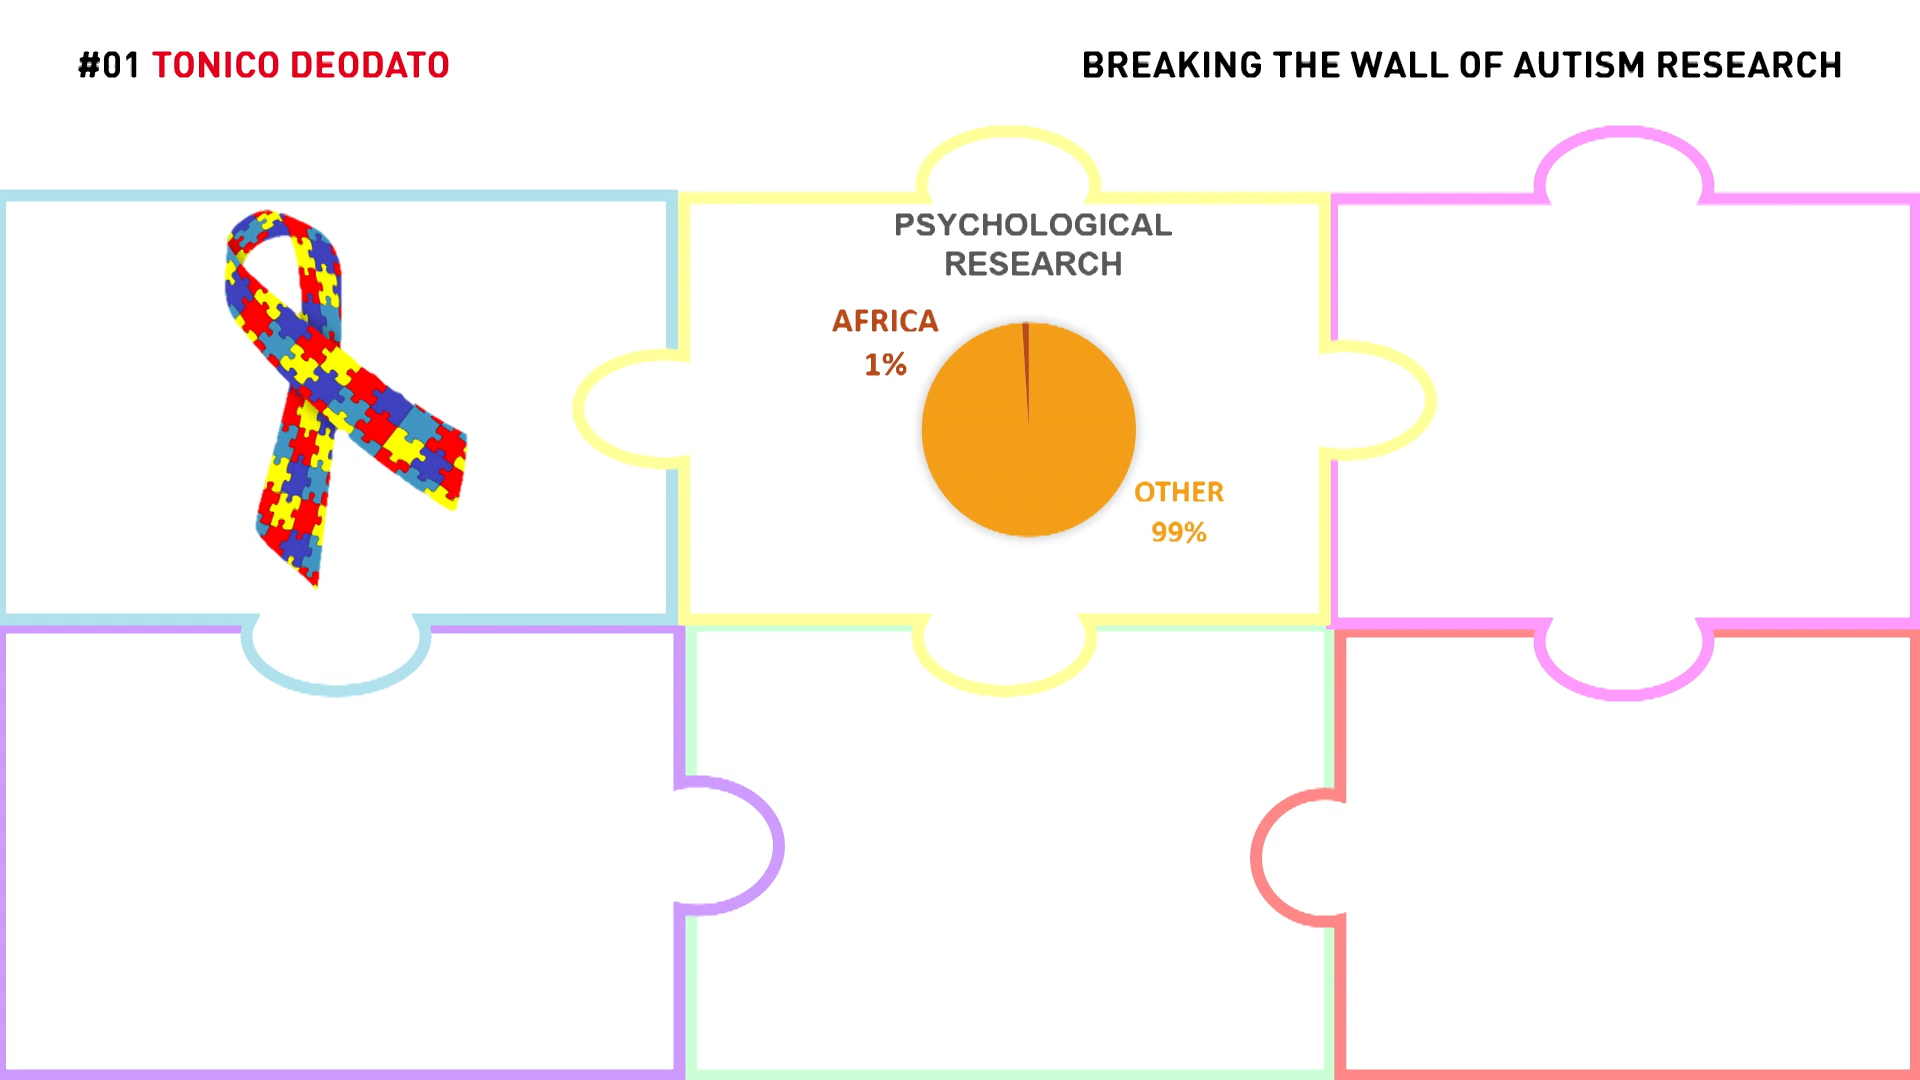 #01 TONICO DEODATO
BREAKING THE WALL OF AUTISM RESEARCH
PSYCHOLOGICAL
RESEARCH
AFRICA
1%
OTHER
99%